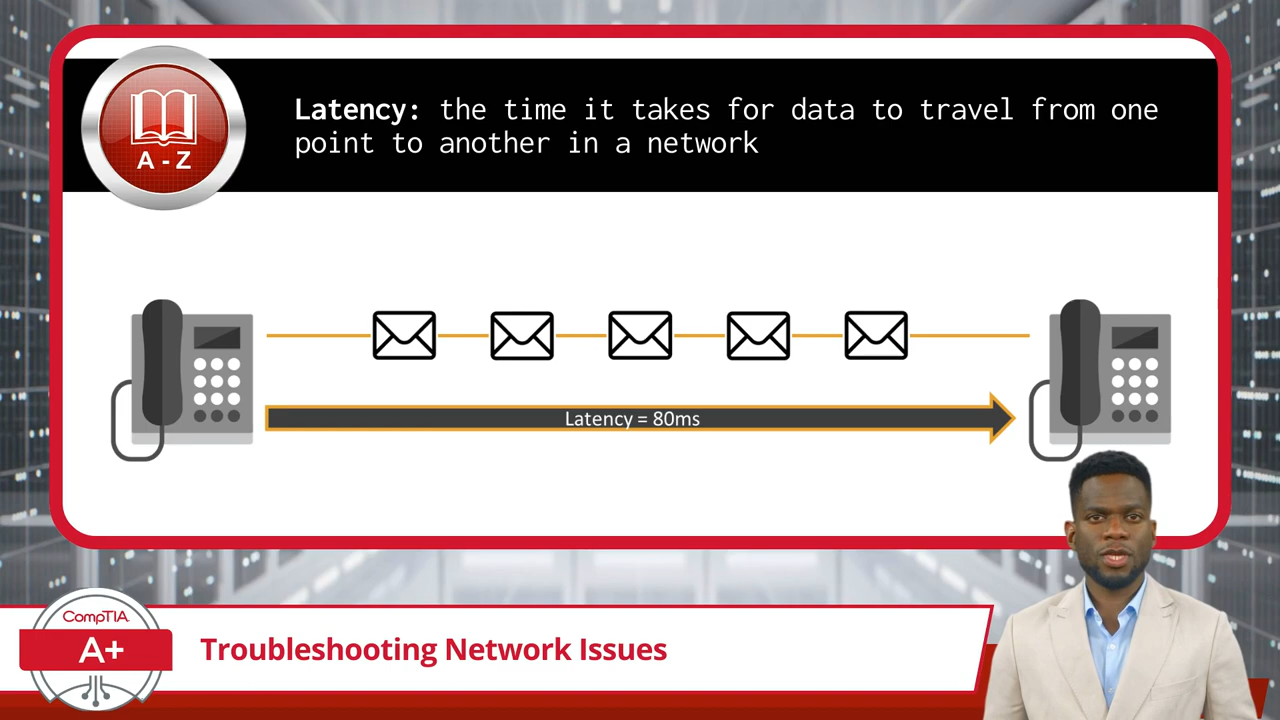 Latency: the time it takes for data to travel from one
point to another in a network
A - Z
Latency = 80ms
CompTIA
A+
Troubleshooting Network Issues